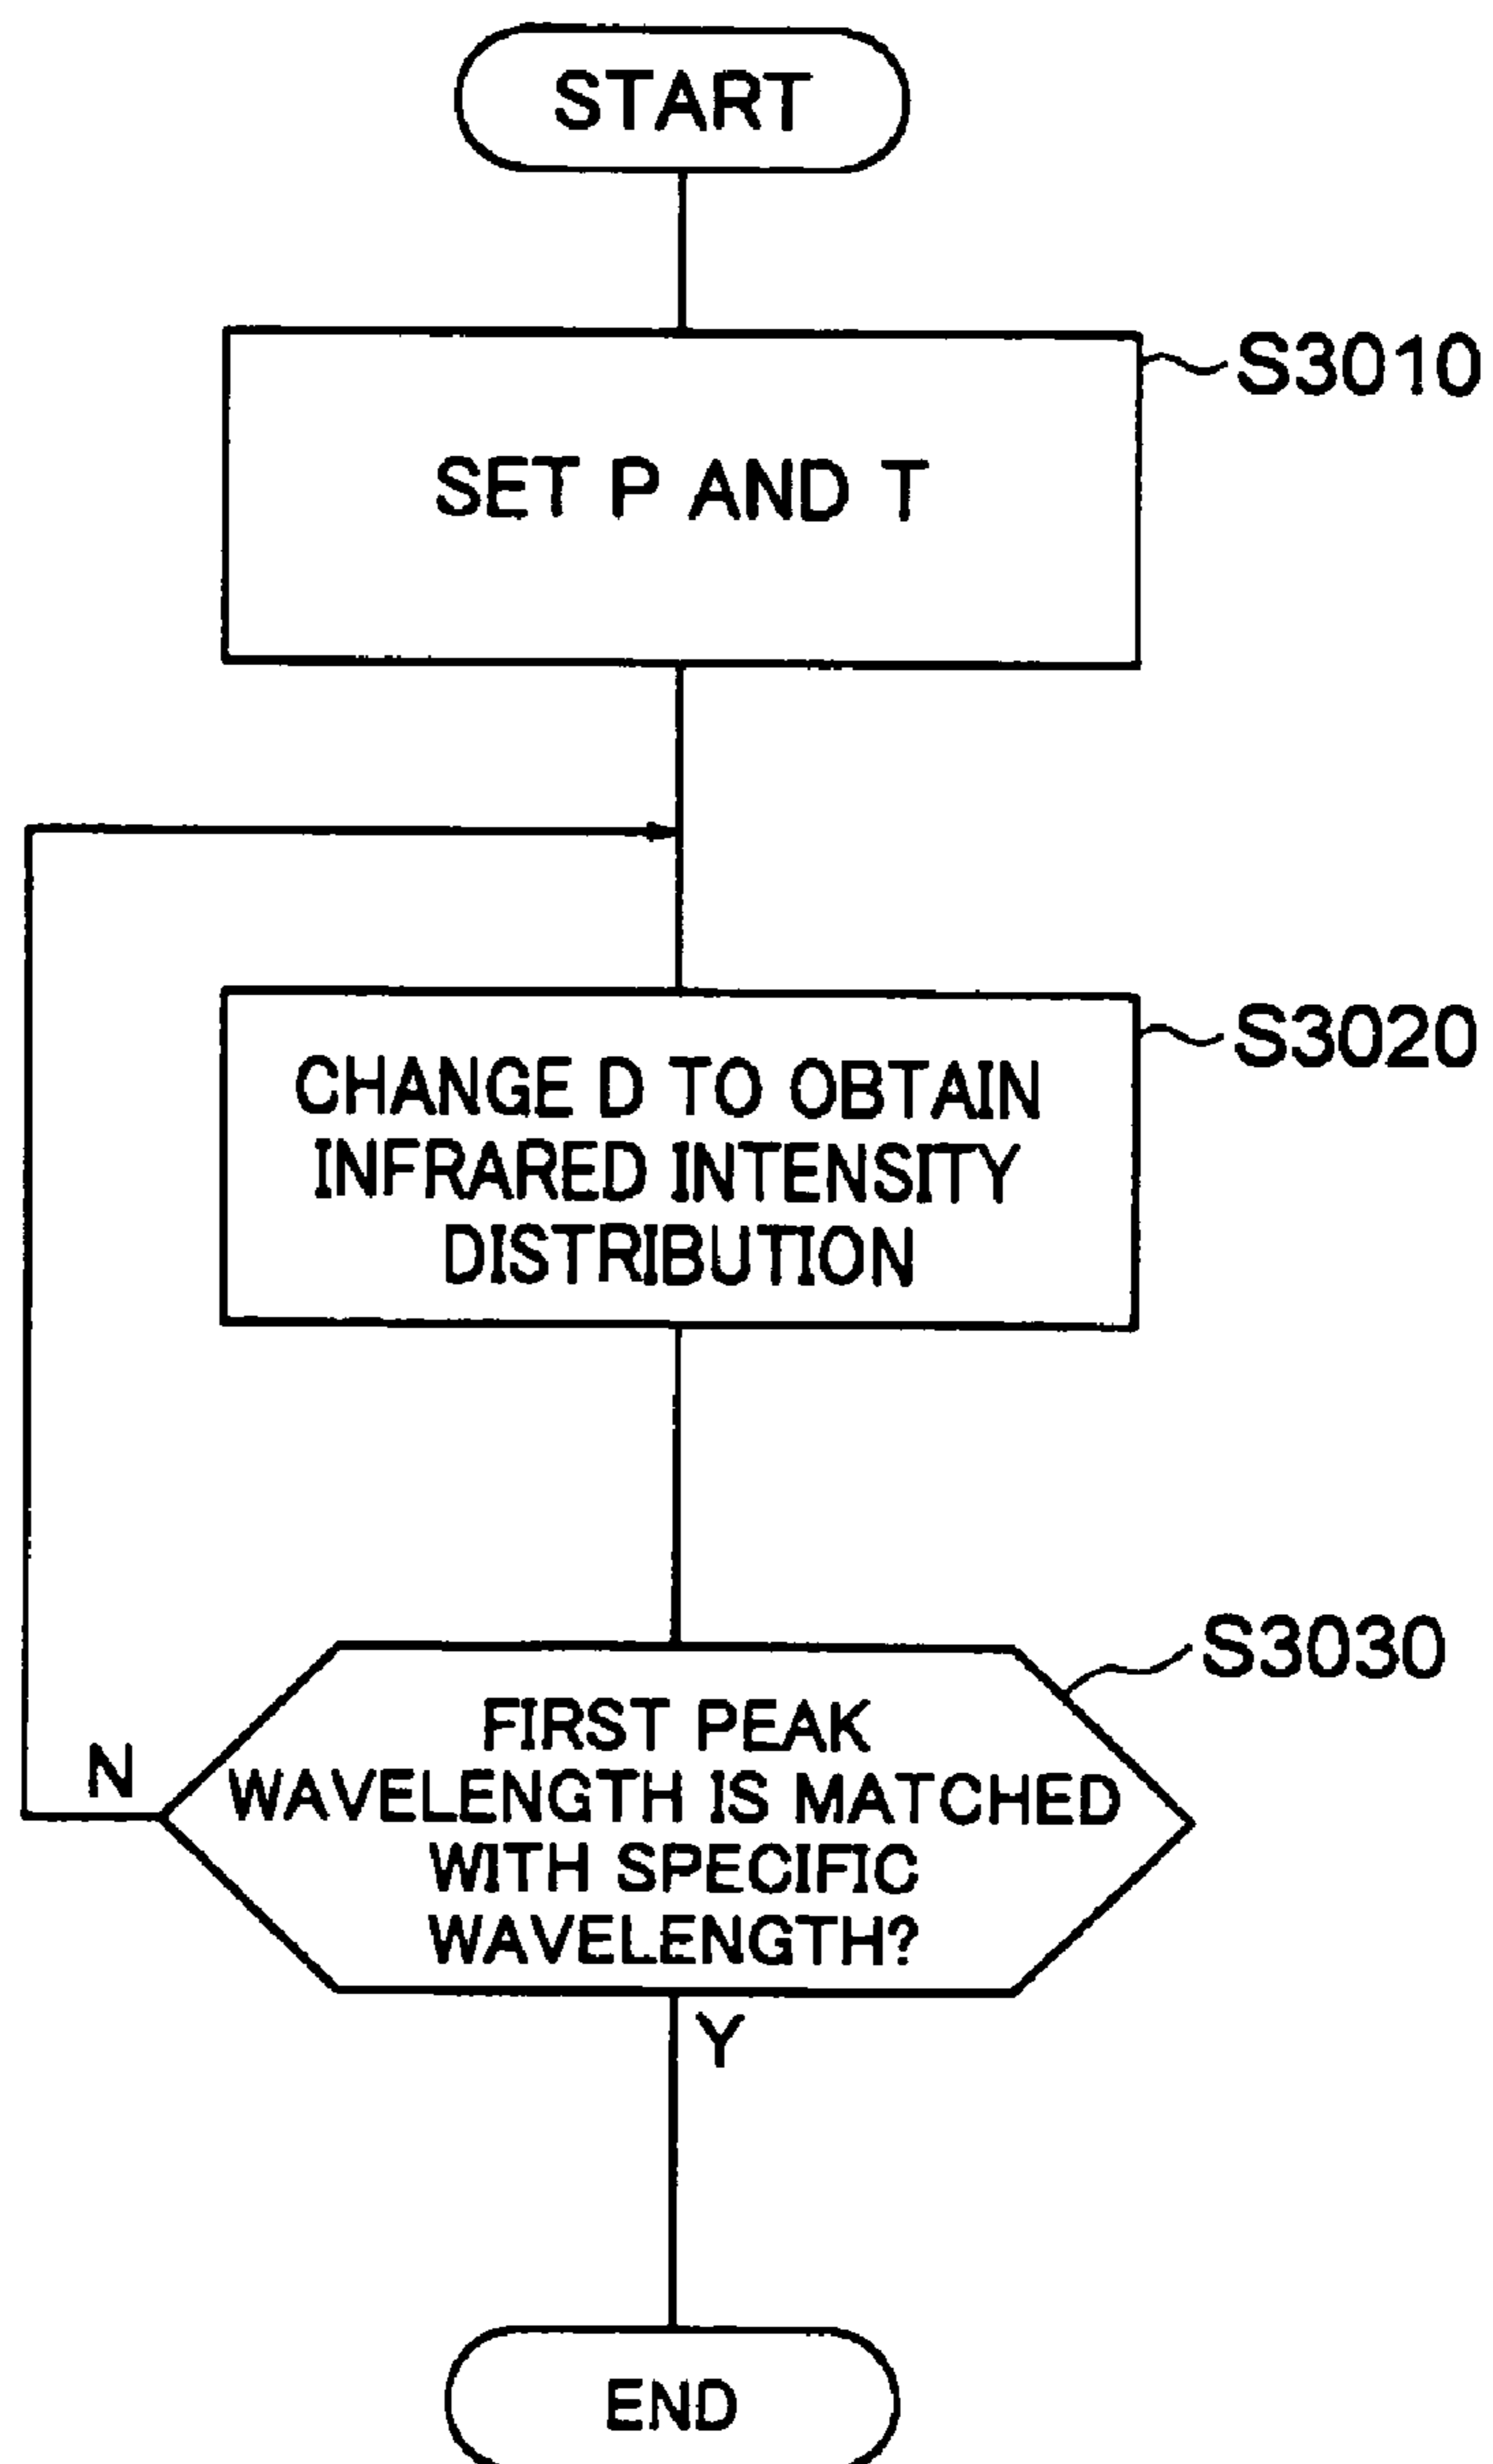 START
S3010
SET P AND T
S3020
CHANGE D TO OBTAIN
INFRARED INTENSITY
DISTRIBUTION
S3030
FIRST PEAK
N
WAVELENGTH IS MATCHED
WITH SPECIFIC
WAVELENGTH?
Y
END